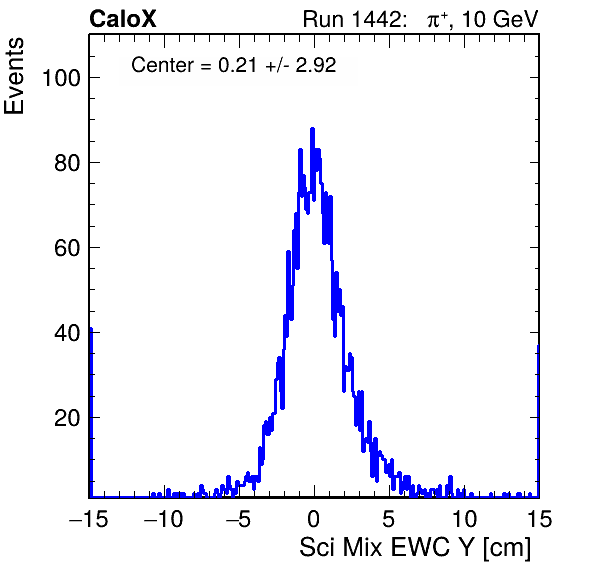 CaloX Run 1442: π⁺, 10 GeV
Center = 0.21 +/- 2.92
Events
100
80
60
40
20
−15 −10 −5 0 5 10 15
Sci Mix EWC Y [cm]